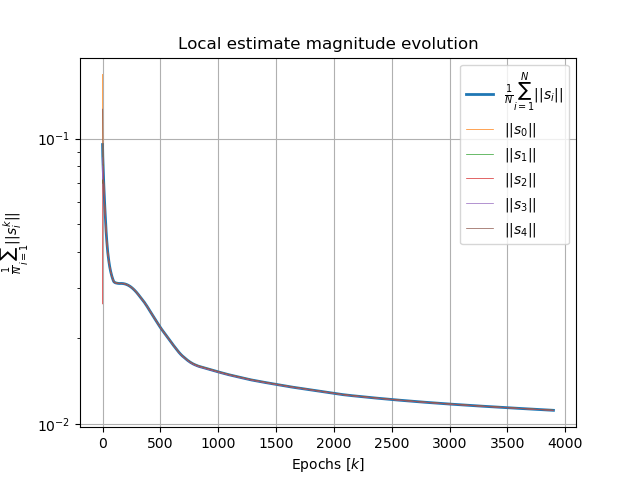 Local estimate magnitude evolution
1/N ∑_{i=1}^{N} ||s_i||
||s_0||
||s_1||
||s_2||
||s_3||
||s_4||
10^{-1}
10^{-2}
1/N ∑_{i=1}^{N} ||s_i^k||
0 500 1000 1500 2000 2500 3000 3500 4000
Epochs [k]